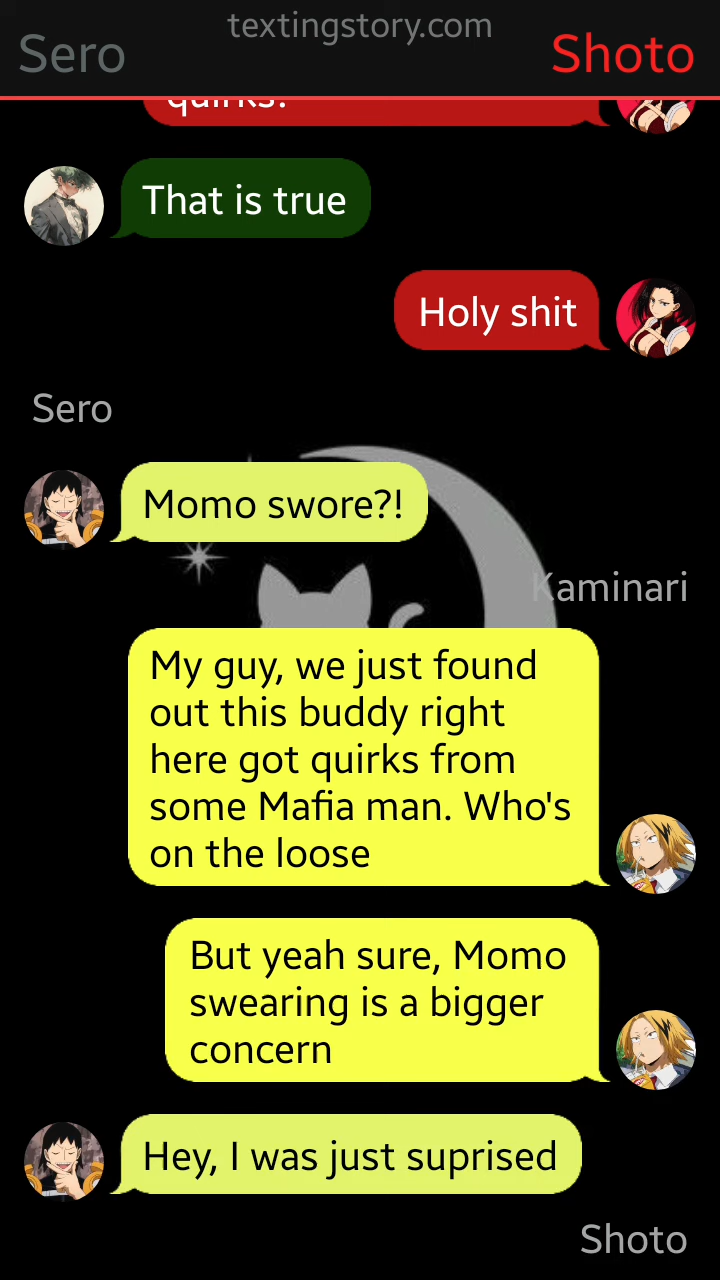 textingstory.com
Sero
Shoto
quirks?
That is true
Holy shit
Sero
Momo swore?!
Kaminari
My guy, we just found
out this buddy right
here got quirks from
some Mafia man. Who's
on the loose
But yeah sure, Momo
swearing is a bigger
concern
Hey, I was just suprised
Shoto